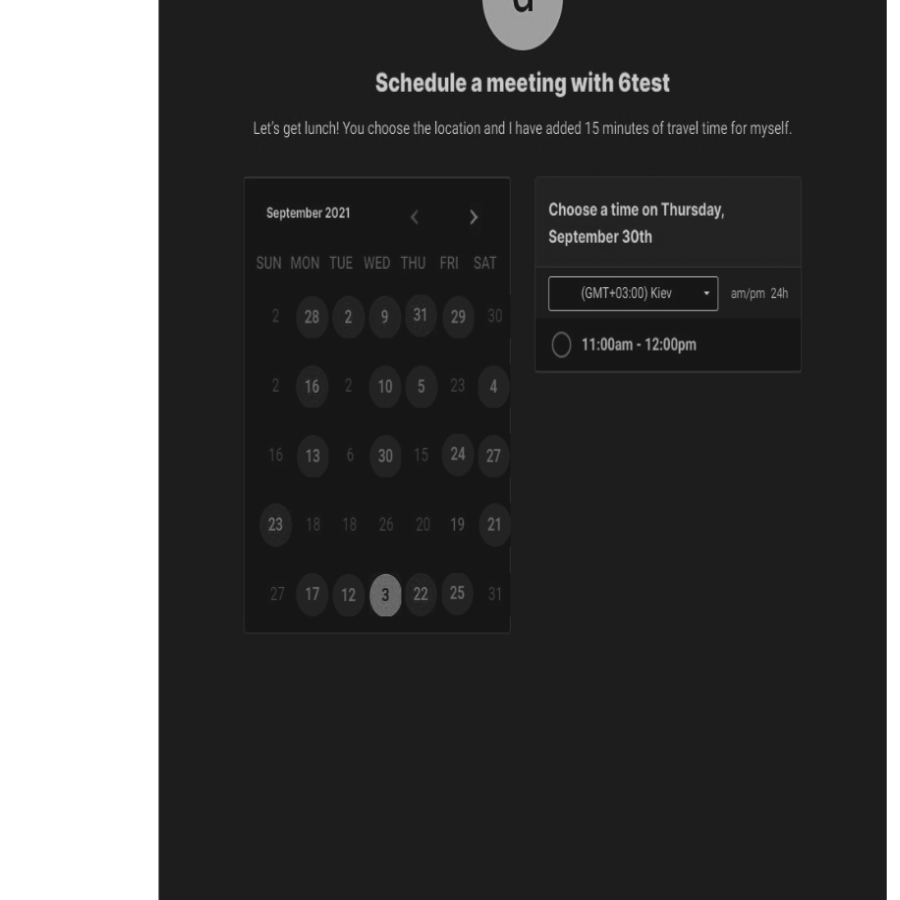 d
Schedule a meeting with 6test
Let's get lunch! You choose the location and I have added 15 minutes of travel time for myself.
September 2021
SUN MON TUE WED THU FRI SAT
2 28 2 9 31 29 30
2 16 2 10 5 23 4
16 13 6 30 15 24 27
23 18 18 26 20 19 21
27 17 12 3 22 25 31
Choose a time on Thursday,
September 30th
(GMT+03:00) Kiev am/pm 24h
11:00am - 12:00pm